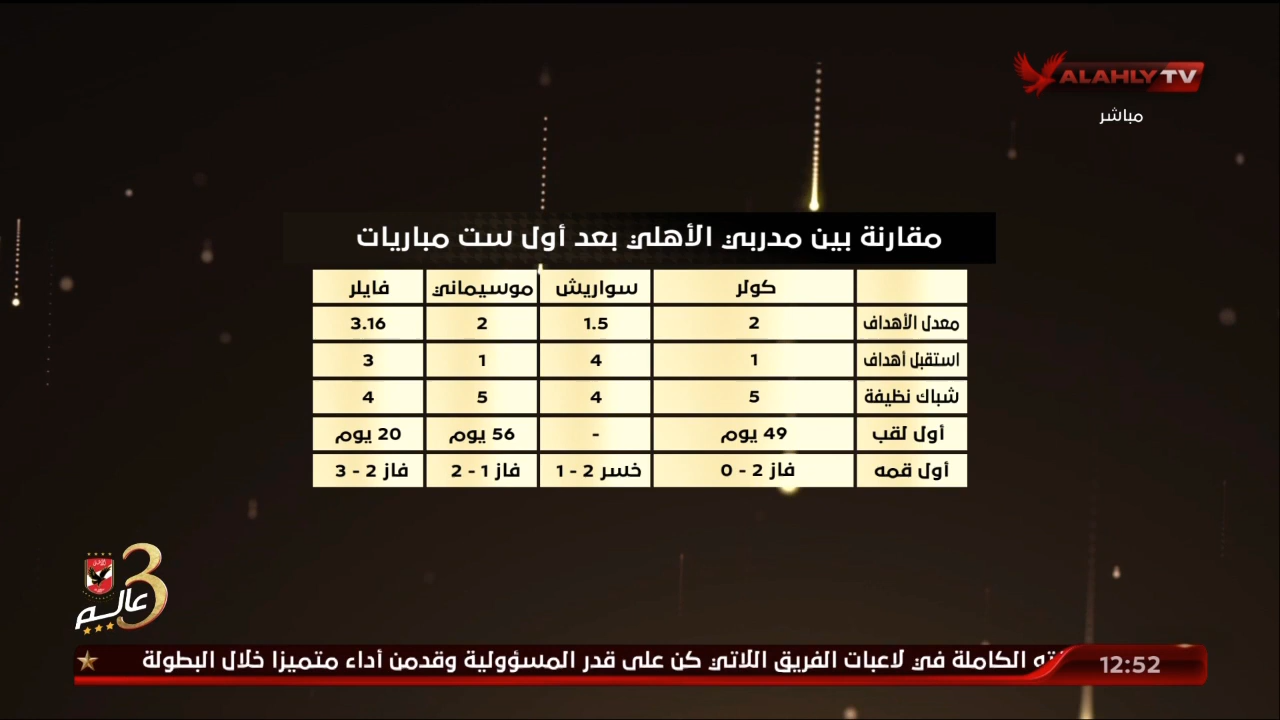 ALAHLY TV
مباشر
مقارنة بين مدربي الأهلي بعد أول ست مباريات
كولر سواريش موسيماني فايلر
معدل الأهداف 2 1.5 2 3.16
استقبل أهداف 1 4 1 3
شباك نظيفة 5 4 5 4
أول لقب 49 يوم - 56 يوم 20 يوم
أول قمه فاز 2 - 0 خسر 2 - 1 فاز 1 - 2 فاز 2 - 3
3 عالم
12:52 الكاملة في لاعبات الفريق اللاتي كن على قدر المسؤولية وقدمن أداء متميزا خلال البطولة